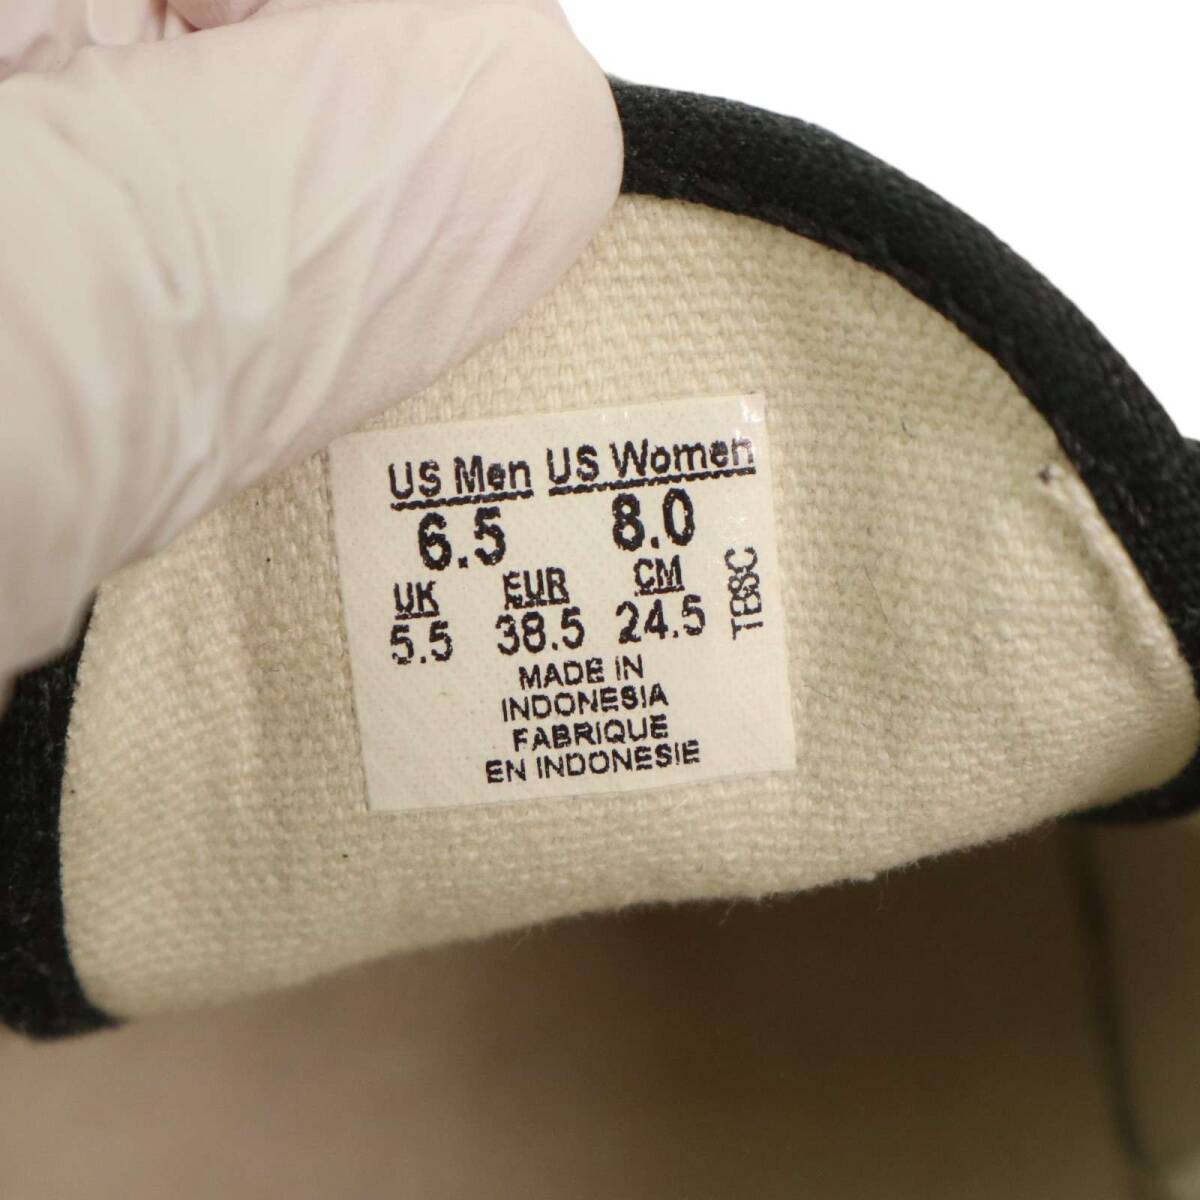 US Men US Women
6.5 8.0
UK EUR CM
5.5 38.5 24.5
MADE IN
INDONESIA
FABRIQUE
EN INDONESIE